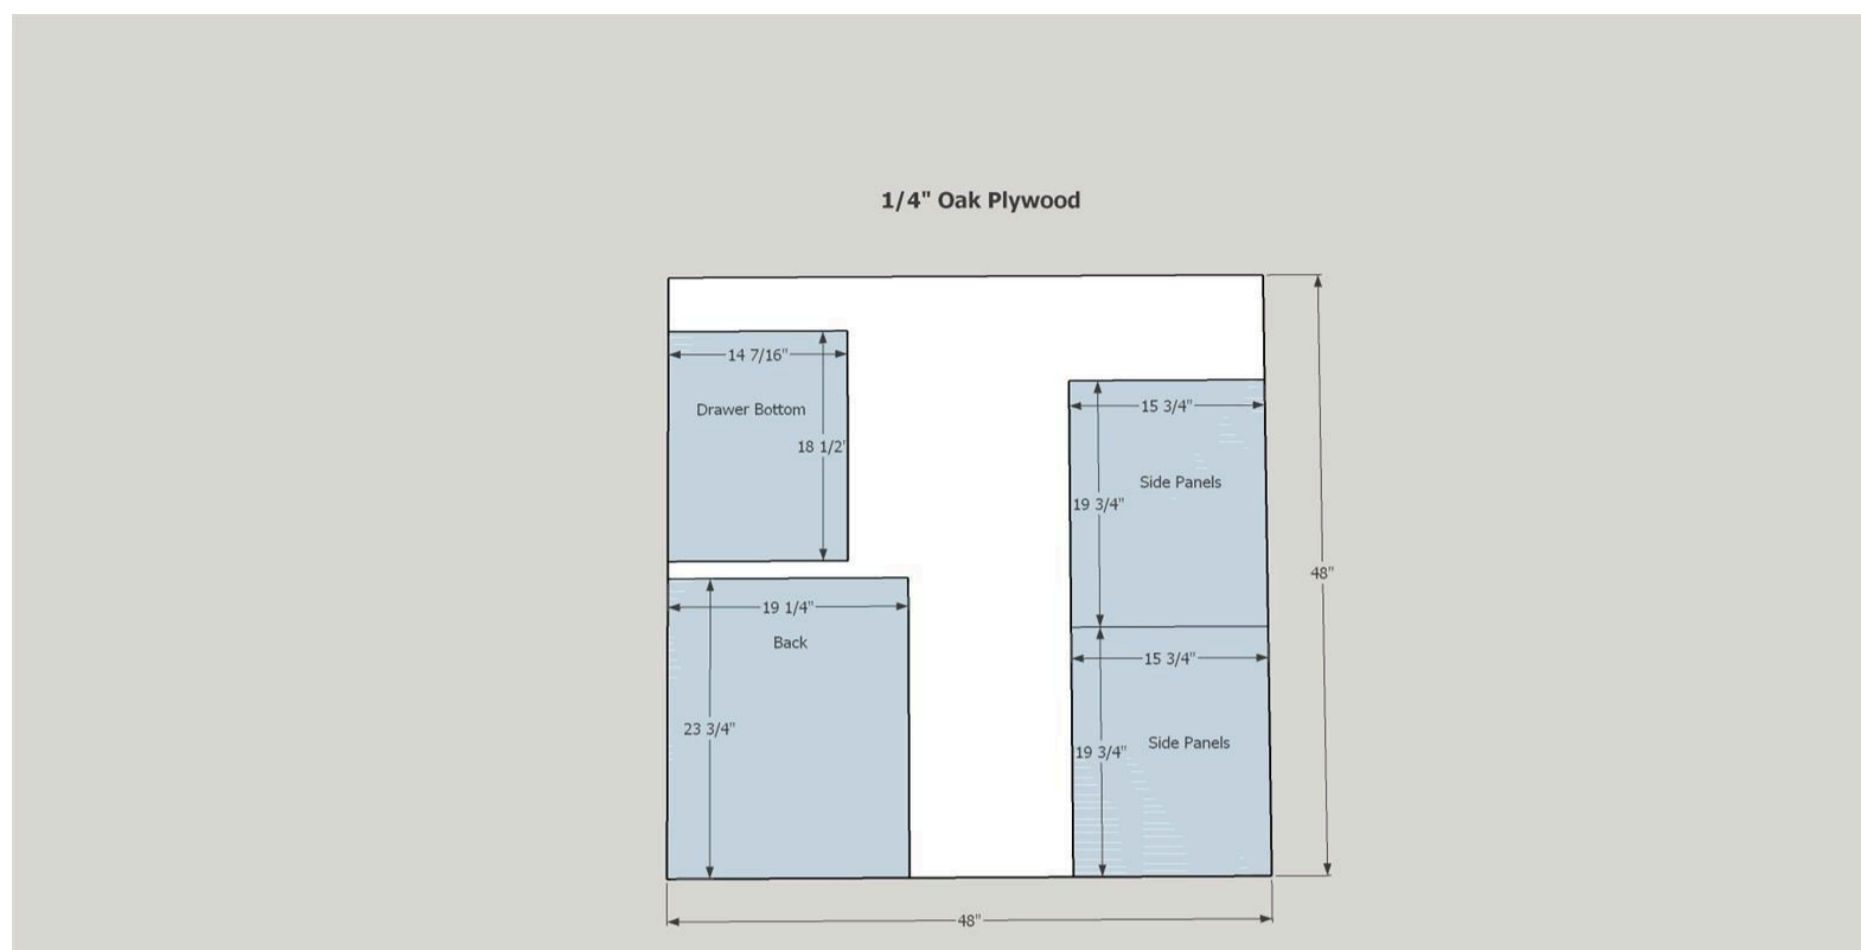 1/4" Oak Plywood
14 7/16"
Drawer Bottom
18 1/2'
15 3/4"
Side Panels
19 3/4"
48"
19 1/4"
Back
23 3/4"
15 3/4"
Side Panels
19 3/4"
48"